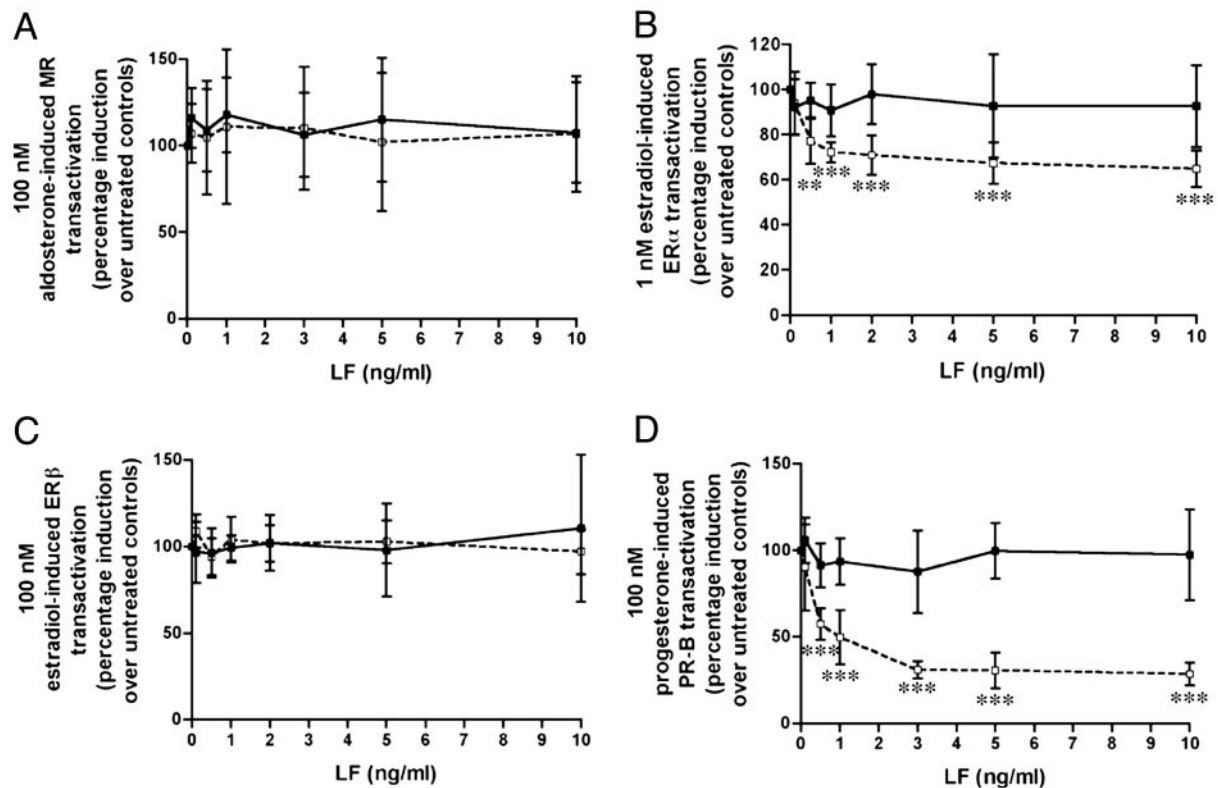 A
100 nM
aldosterone-induced MR
transactivation
(percentage induction
over untreated controls)
150
100
50
0
0 1 2 3 4 5 6 7 8 9 10
LF (ng/ml)
B
1 nM estradiol-induced
ERα transactivation
(percentage induction
over untreated controls)
120
100
80
60
40
20
0
** *** *** *** ***
0 1 2 3 4 5 6 7 8 9 10
LF (ng/ml)
C
100 nM
estradiol-induced ERβ
transactivation
(percentage induction
over untreated controls)
150
100
50
0
0 1 2 3 4 5 6 7 8 9 10
LF (ng/ml)
D
100 nM
progesterone-induced
PR-B transactivation
(percentage induction
over untreated controls)
150
100
50
0
*** *** *** *** ***
0 1 2 3 4 5 6 7 8 9 10
LF (ng/ml)